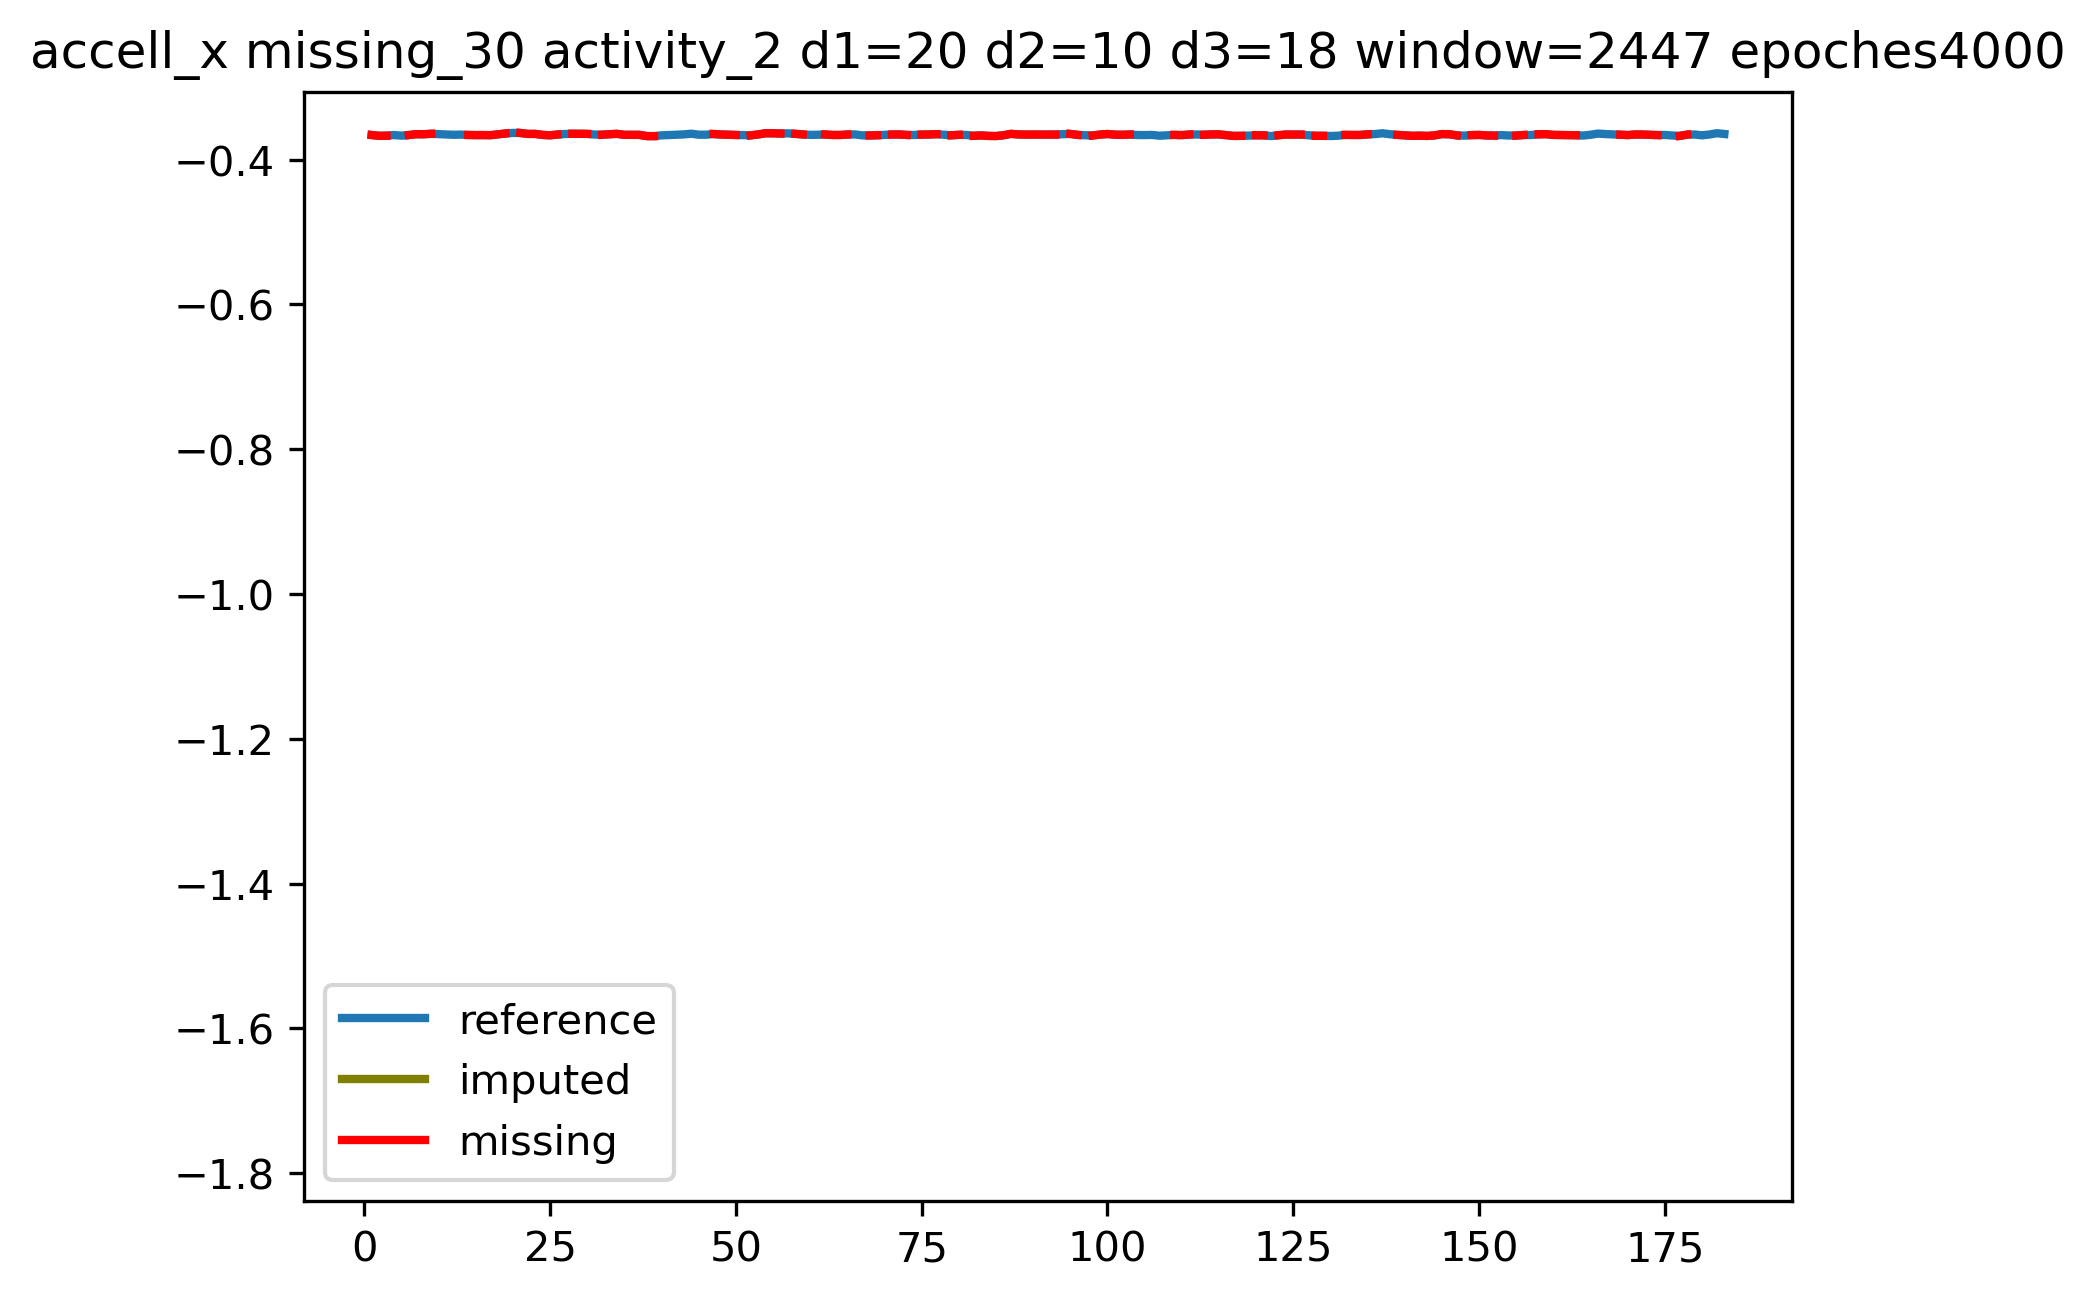 accell_x missing_30 activity_2 d1=20 d2=10 d3=18 window=2447 epoches4000
−0.4
−0.6
−0.8
−1.0
−1.2
−1.4
−1.6
−1.8
reference
imputed
missing
0 25 50 75 100 125 150 175